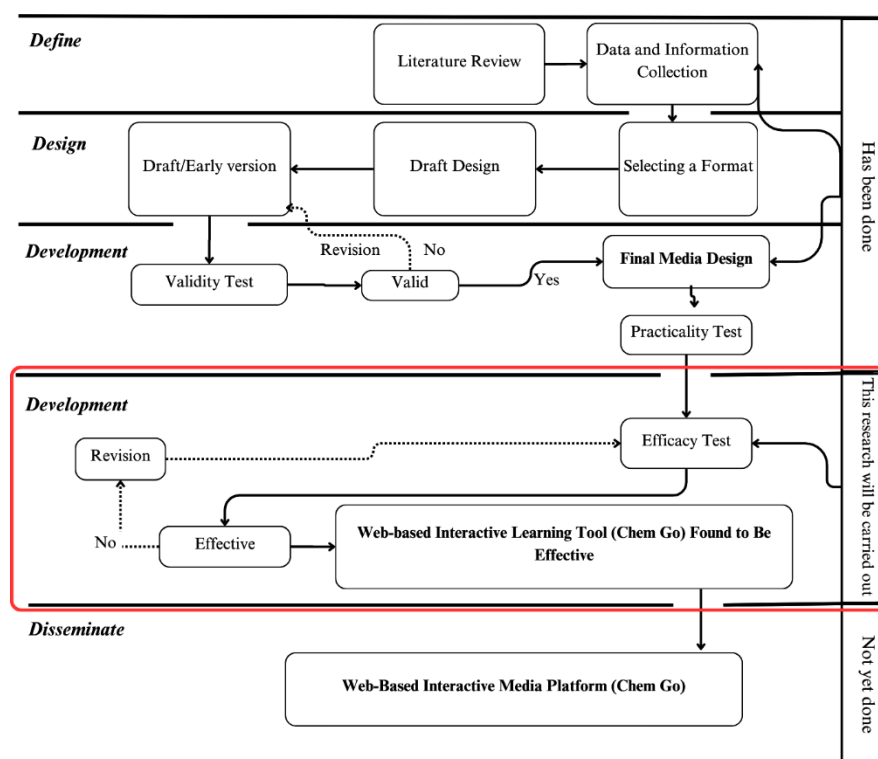 Define
Literature Review
Data and Information
Collection
Design
Draft/Early version
Draft Design
Selecting a Format
Has been done
Development
Revision
No
Validity Test
Valid
Yes
Final Media Design
Practicality Test
Development
Efficacy Test
Revision
This research will be carried out
No
Effective
Web-based Interactive Learning Tool (Chem Go) Found to Be
Effective
Disseminate
Web-Based Interactive Media Platform (Chem Go)
Not yet done